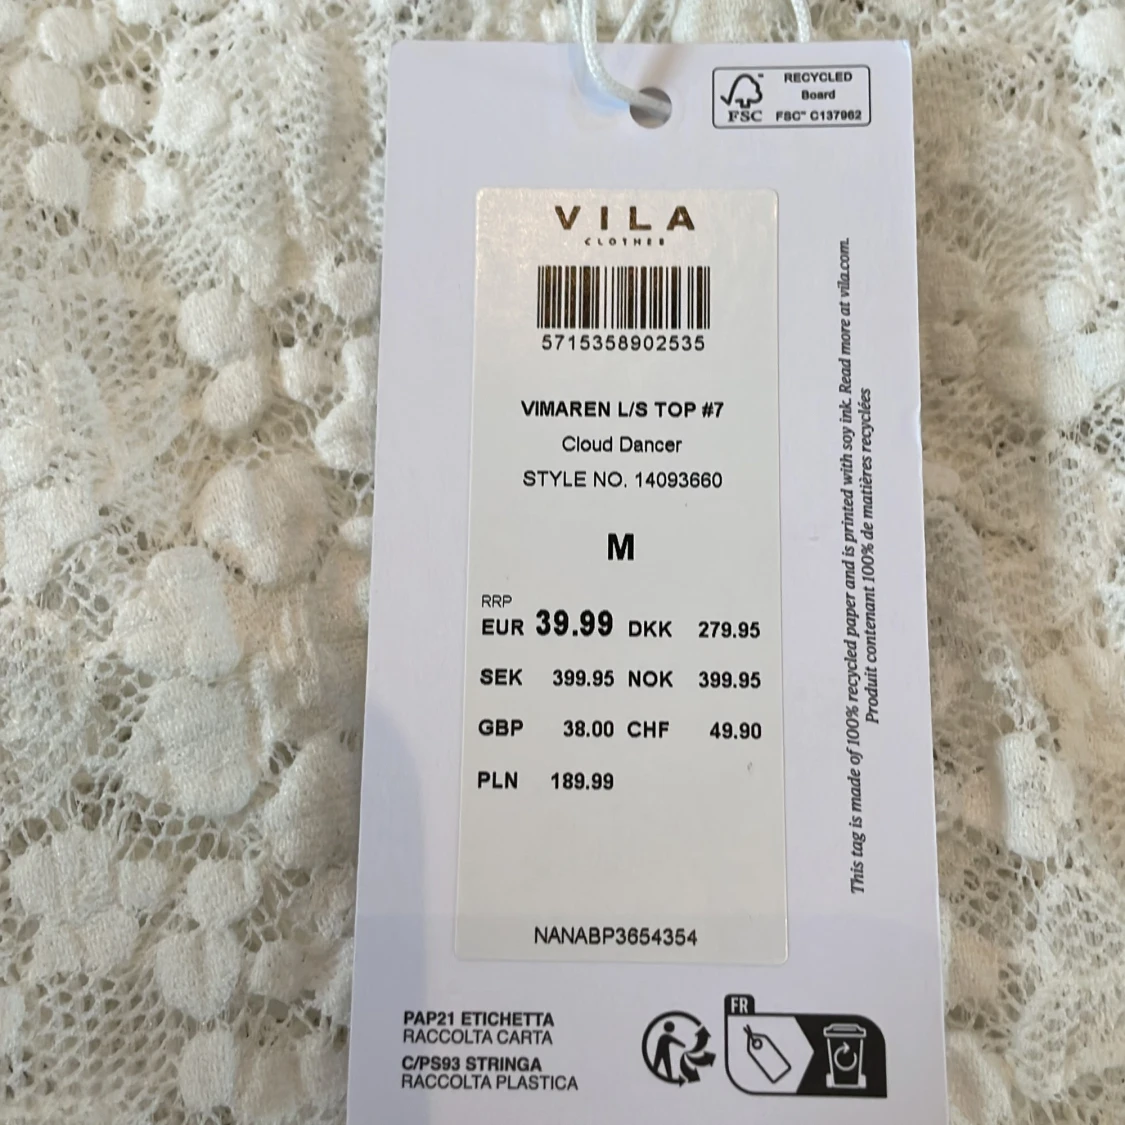 RECYCLED
Board
FSC™ C137962
FSC
VILA
CLOTHES
5715358902535
VIMAREN L/S TOP #7
Cloud Dancer
STYLE NO. 14093660
M
RRP
EUR 39.99 DKK 279.95
SEK 399.95 NOK 399.95
GBP 38.00 CHF 49.90
PLN 189.99
NANABP3654354
This tag is made of 100% recycled paper and is printed with soy ink. Read more at vila.com.
Produit contenant 100% de matières recyclées
PAP21 ETICHETTA
RACCOLTA CARTA
C/PS93 STRINGA
RACCOLTA PLASTICA
FR